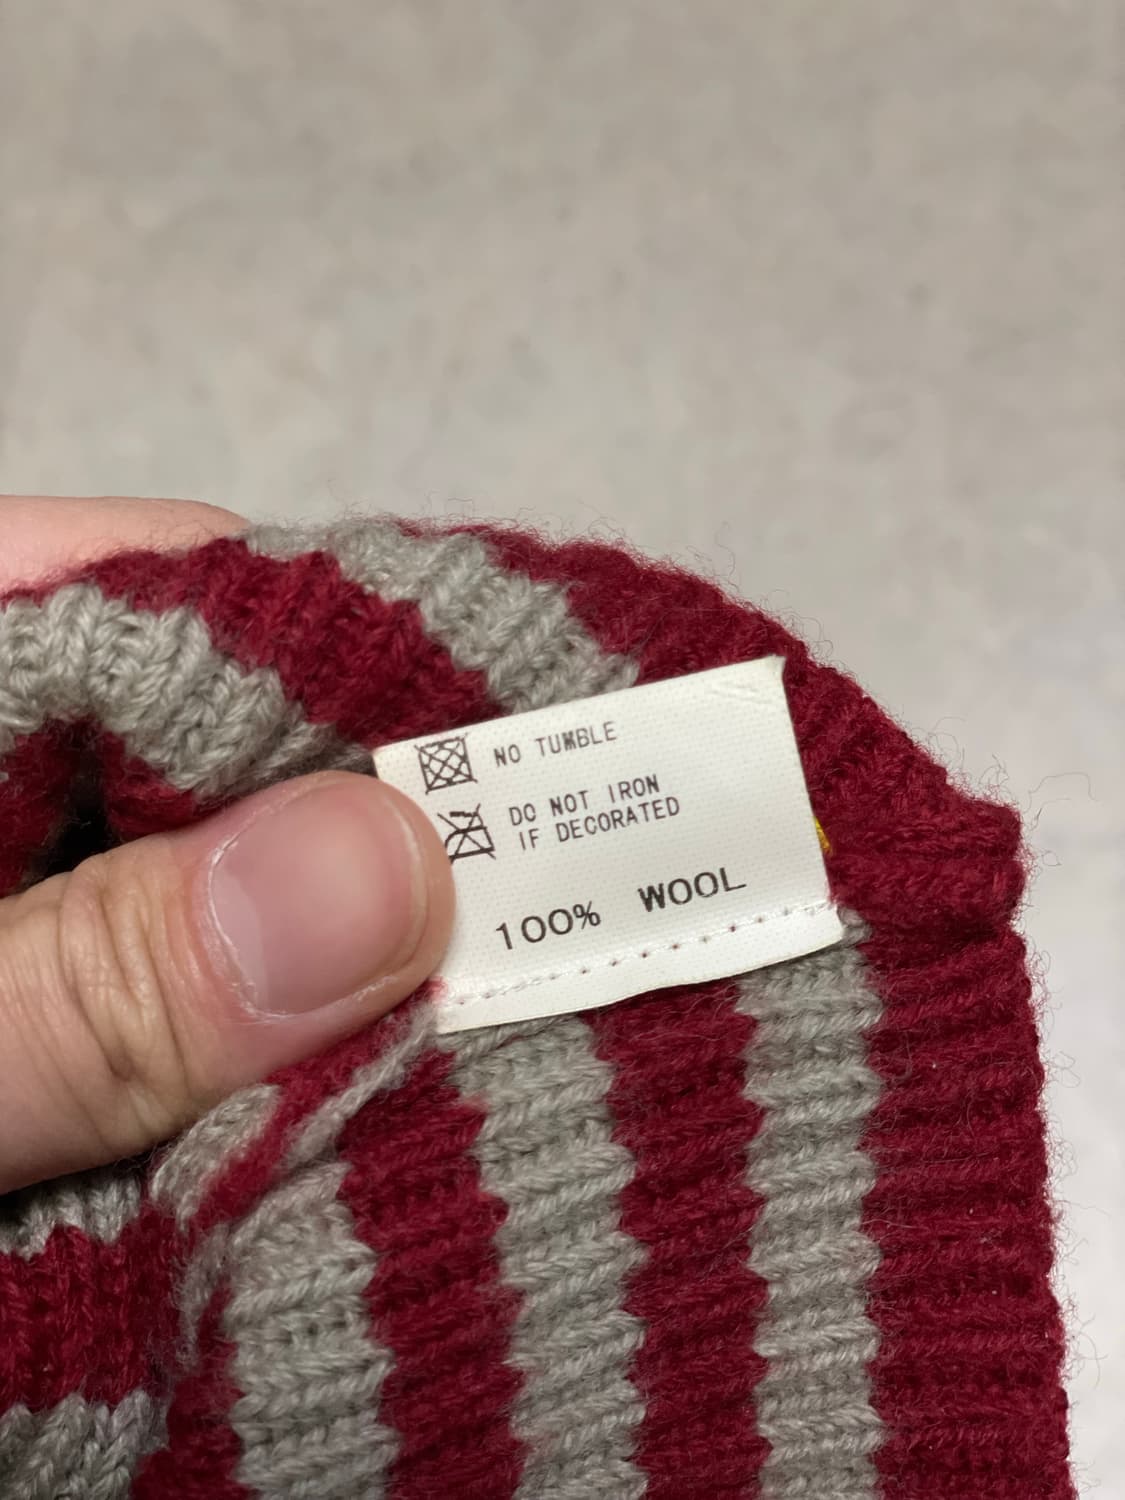 NO TUMBLE
DO NOT IRON
IF DECORATED
100% WOOL